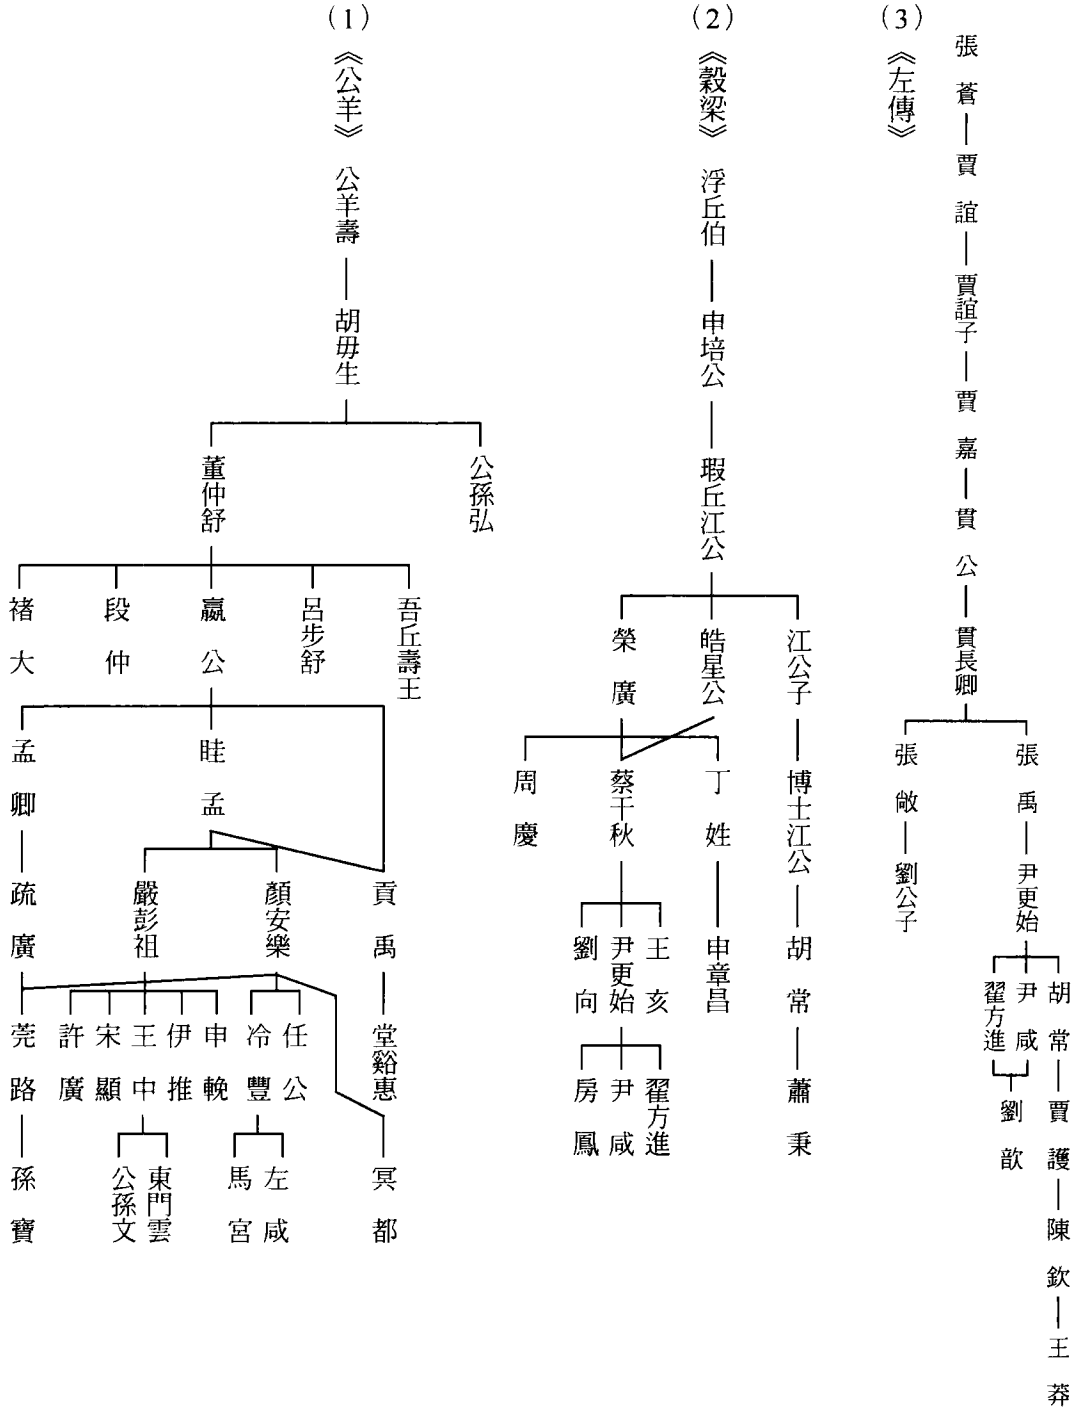 （1）
《公羊》
公羊壽
胡毋生
董仲舒
公孫弘
褚大
段仲
嬴公
呂步舒
吾丘壽王
孟卿
眭孟
疏廣
嚴彭祖
顏安樂
貢禹
莞路
許廣
宋顯
王中
伊推
申輓
冷豐
任公
堂谿惠
孫寶
公孫文
東門雲
馬宮
左咸
冥都
（2）
《穀梁》
浮丘伯
申培公
瑕丘江公
榮廣
皓星公
江公子
周慶
蔡千秋
丁姓
博士江公
劉向
尹更始
王亥
申章昌
胡常
房鳳
尹咸
翟方進
蕭秉
（3）
《左傳》
張蒼
賈誼
賈誼子
賈嘉
貫公
貫長卿
張敞
張禹
劉公子
尹更始
翟方進
尹咸
胡常
劉歆
賈護
陳欽
王莽